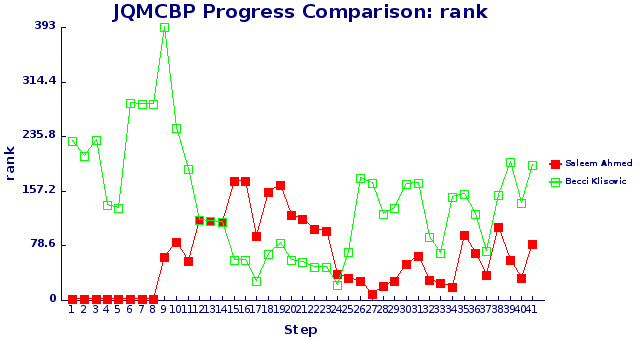 JQMCBP Progress Comparison: rank
393
314.4
235.8
157.2
78.6
0
rank
1 2 3 4 5 6 7 8 9 10 11 12 13 14 15 16 17 18 19 20 21 22 23 24 25 26 27 28 29 30 31 32 33 34 35 36 37 38 39 40 41
Step
Saleem Ahmed
Becci Klisovic